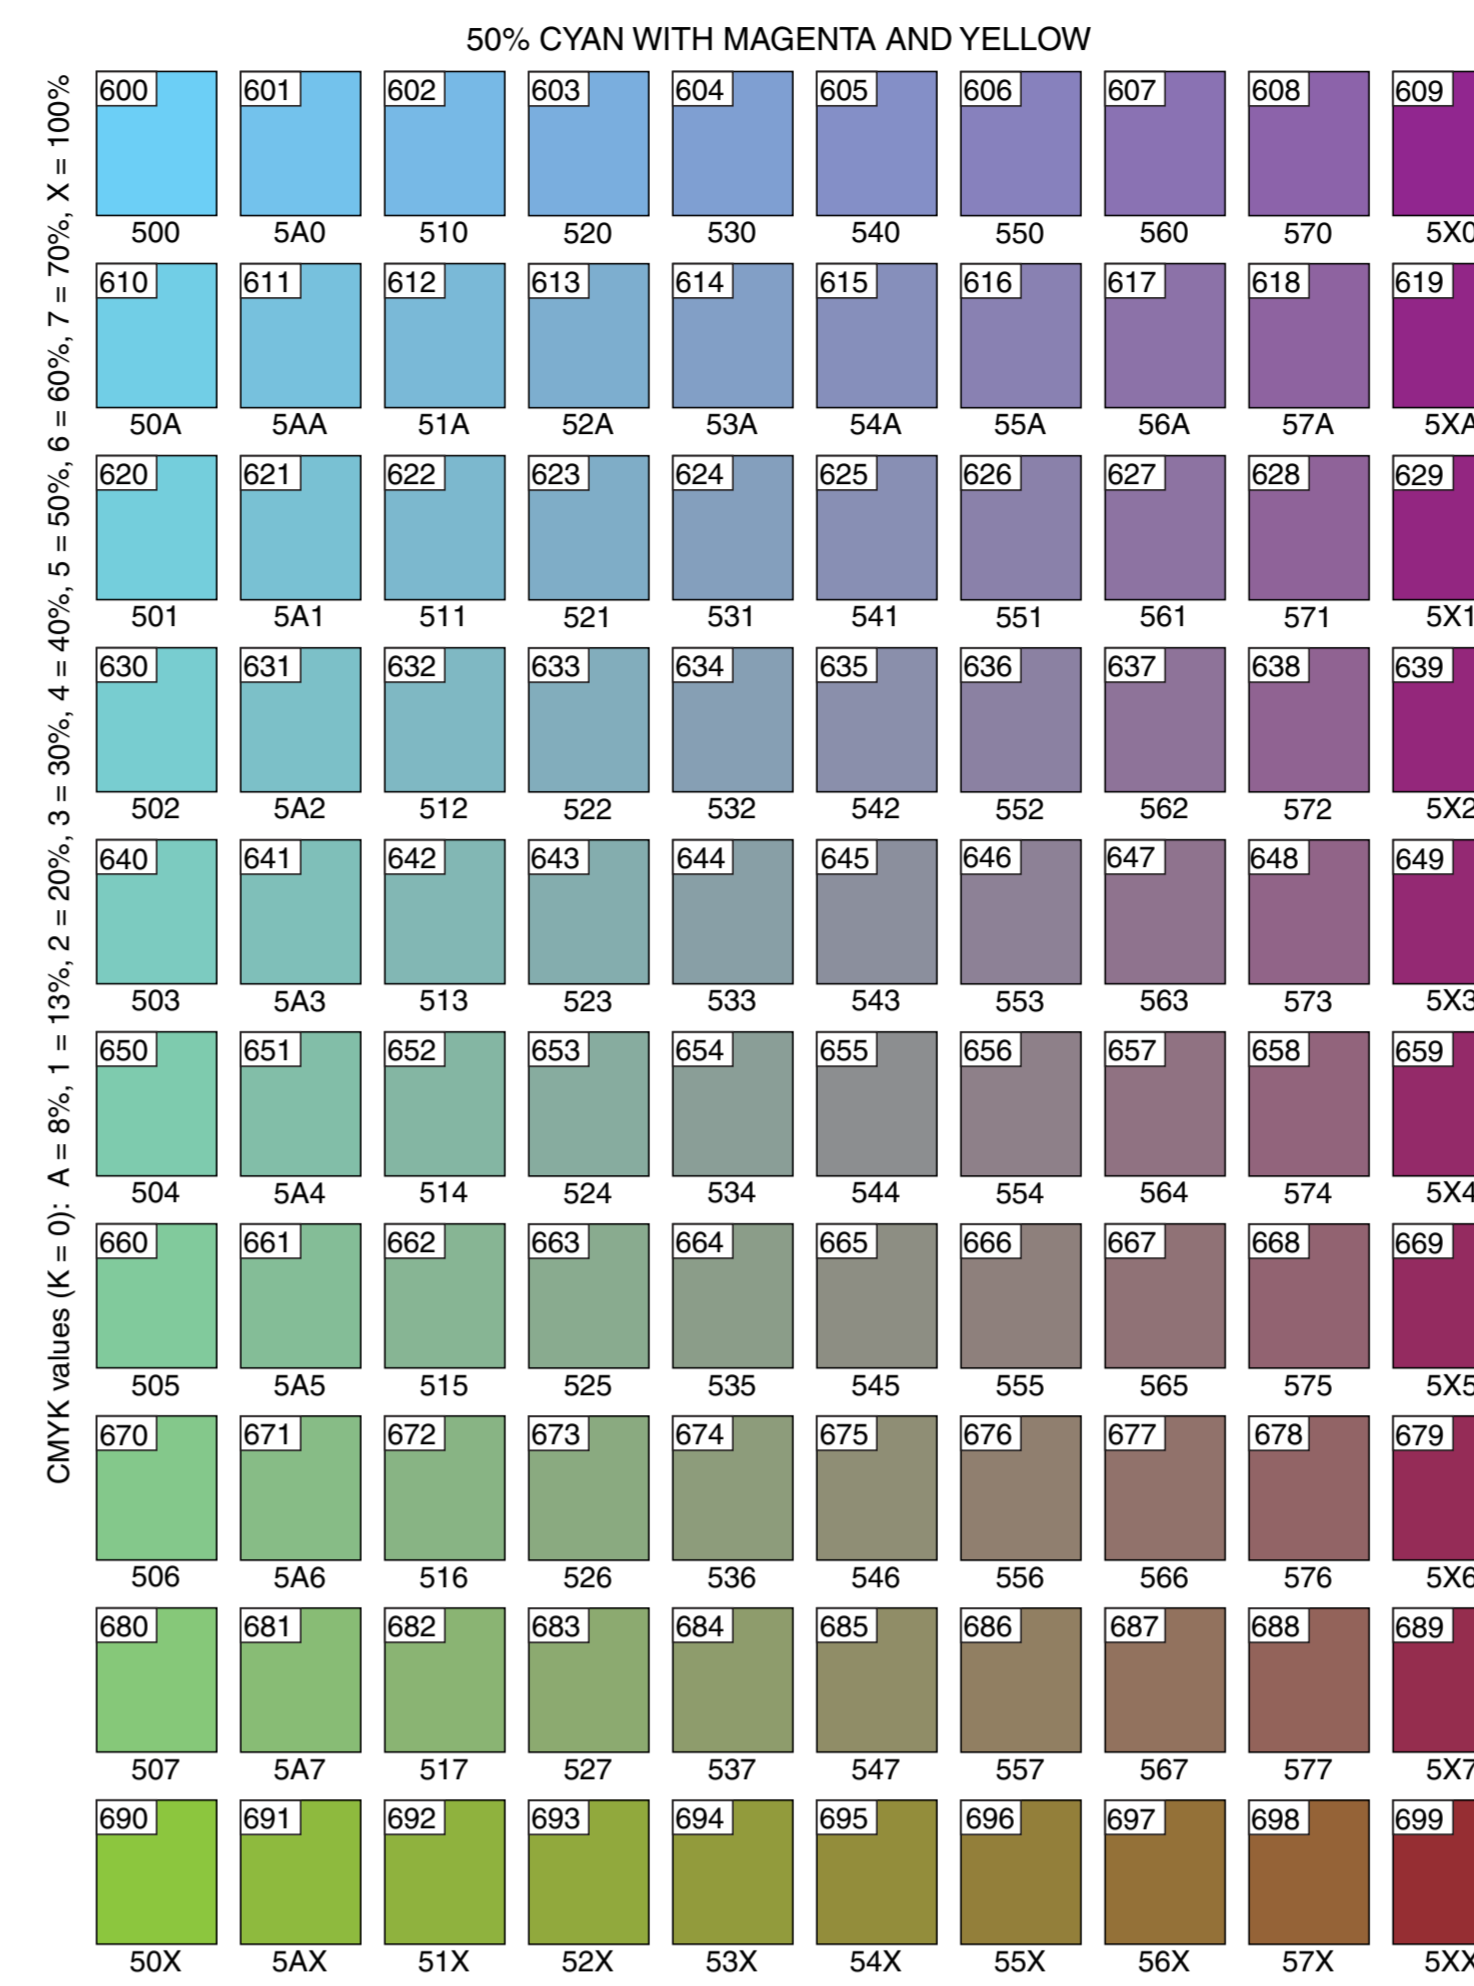 50% CYAN WITH MAGENTA AND YELLOW
CMYK values (K = 0):  A = 8%, 1 = 13%, 2 = 20%, 3 = 30%, 4 = 40%, 5 = 50%, 6 = 60%, 7 = 70%, X = 100%
600 601 602 603 604 605 606 607 608 609
500 5A0 510 520 530 540 550 560 570 5X0
610 611 612 613 614 615 616 617 618 619
50A 5AA 51A 52A 53A 54A 55A 56A 57A 5XA
620 621 622 623 624 625 626 627 628 629
501 5A1 511 521 531 541 551 561 571 5X1
630 631 632 633 634 635 636 637 638 639
502 5A2 512 522 532 542 552 562 572 5X2
640 641 642 643 644 645 646 647 648 649
503 5A3 513 523 533 543 553 563 573 5X3
650 651 652 653 654 655 656 657 658 659
504 5A4 514 524 534 544 554 564 574 5X4
660 661 662 663 664 665 666 667 668 669
505 5A5 515 525 535 545 555 565 575 5X5
670 671 672 673 674 675 676 677 678 679
506 5A6 516 526 536 546 556 566 576 5X6
680 681 682 683 684 685 686 687 688 689
507 5A7 517 527 537 547 557 567 577 5X7
690 691 692 693 694 695 696 697 698 699
50X 5AX 51X 52X 53X 54X 55X 56X 57X 5XX